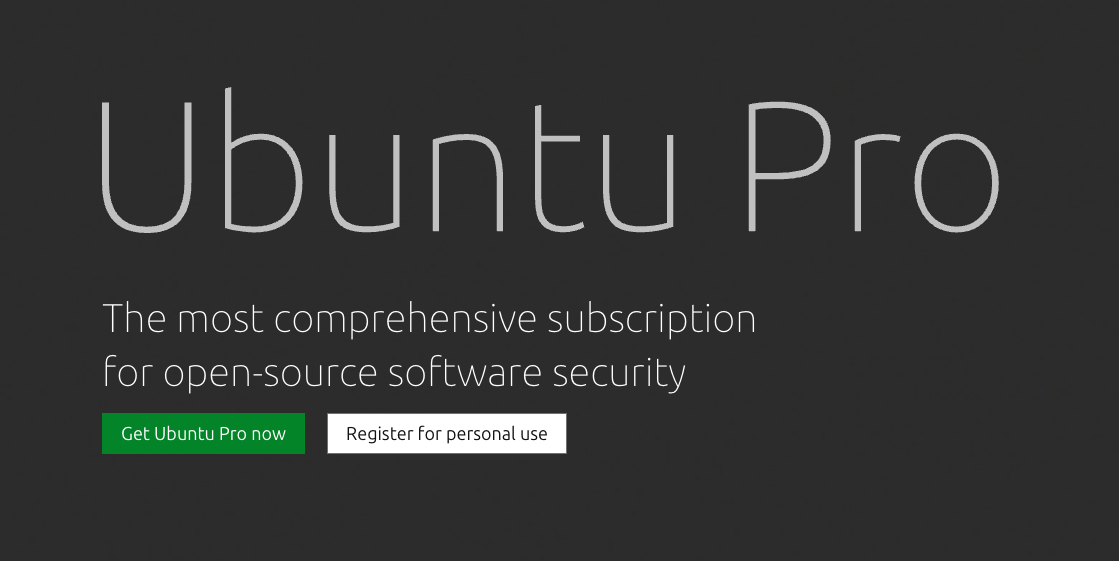 Ubuntu Pro
The most comprehensive subscription
for open-source software security
Get Ubuntu Pro now
Register for personal use